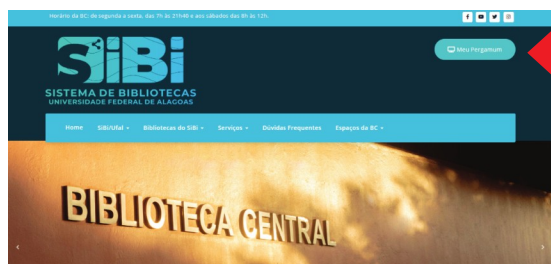 Horário da BC: de segunda a sexta, das 7h às 21h40 e aos sábados das 8h às 12h.
Meu Pergamum
SiBi
SISTEMA DE BIBLIOTECAS
UNIVERSIDADE FEDERAL DE ALAGOAS
Home SiBi/Ufal Bibliotecas do SiBi Serviços Dúvidas Frequentes Espaços da BC
BIBLIOTECA CENTRAL